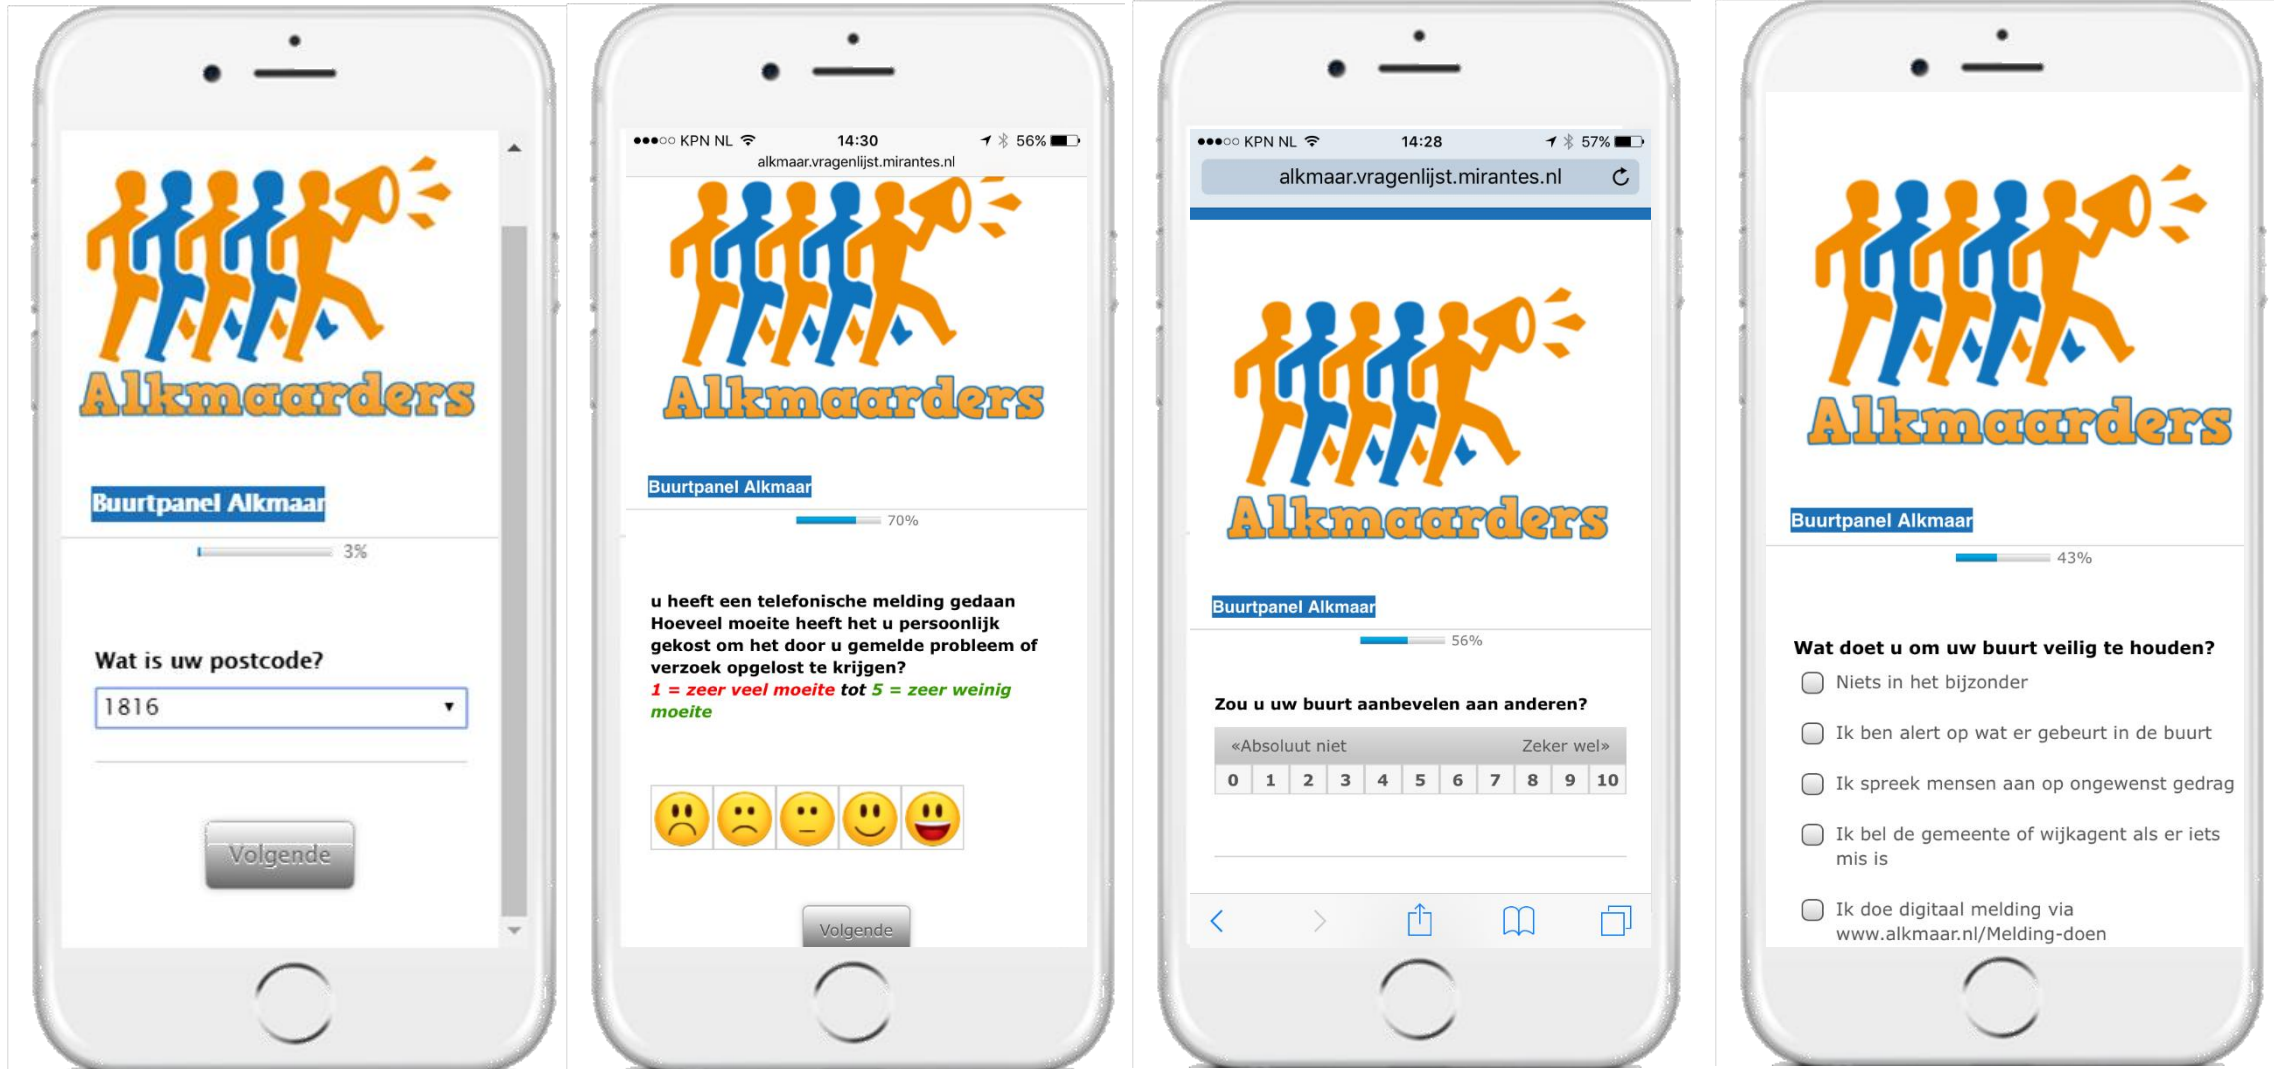 Alkmaarders
Buurtpanel Alkmaar
3%
Wat is uw postcode?
1816
Volgende
KPN NL
14:30
56%
alkmaar.vragenlijst.mirantes.nl
Alkmaarders
Buurtpanel Alkmaar
70%
u heeft een telefonische melding gedaan
Hoeveel moeite heeft het u persoonlijk
gekost om het door u gemelde probleem of
verzoek opgelost te krijgen?
1 = zeer veel moeite tot 5 = zeer weinig
moeite
Volgende
KPN NL
14:28
57%
alkmaar.vragenlijst.mirantes.nl
Alkmaarders
Buurtpanel Alkmaar
56%
Zou u uw buurt aanbevelen aan anderen?
«Absoluut niet Zeker wel»
0 1 2 3 4 5 6 7 8 9 10
Alkmaarders
Buurtpanel Alkmaar
43%
Wat doet u om uw buurt veilig te houden?
Niets in het bijzonder
Ik ben alert op wat er gebeurt in de buurt
Ik spreek mensen aan op ongewenst gedrag
Ik bel de gemeente of wijkagent als er iets
mis is
Ik doe digitaal melding via
www.alkmaar.nl/Melding-doen